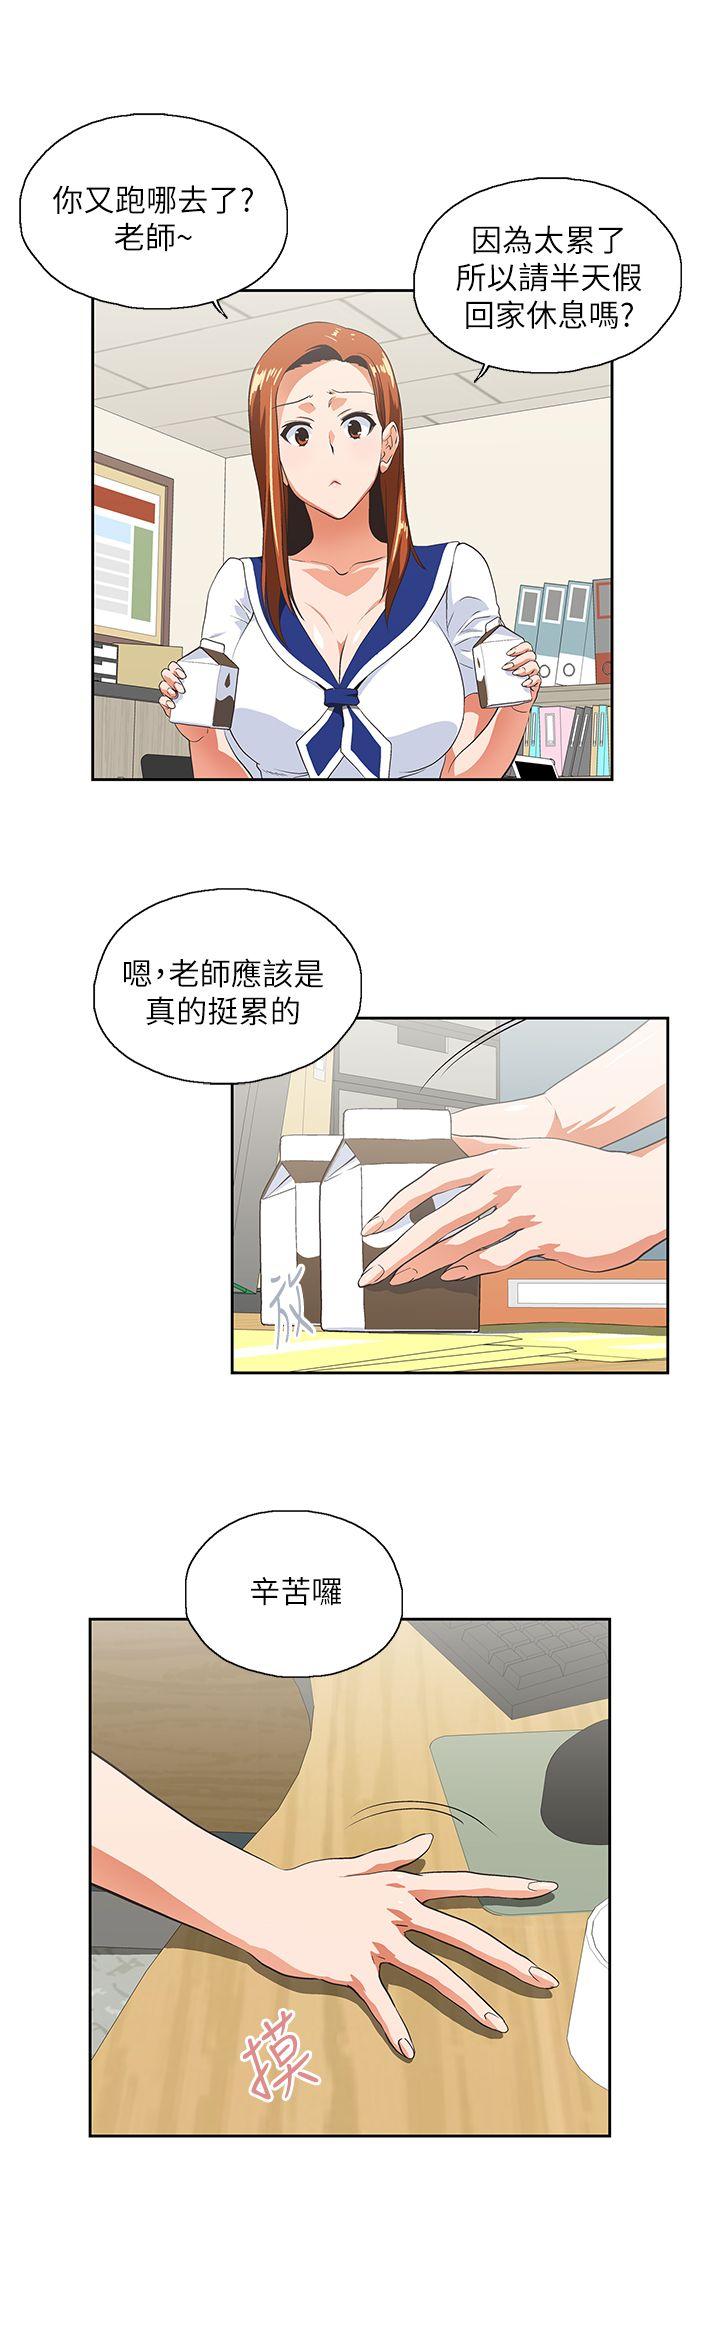 你又跑哪去了?
老師~
因為太累了
所以請半天假
回家休息嗎?
嗯,老師應該是
真的挺累的
放
辛苦囉
摸